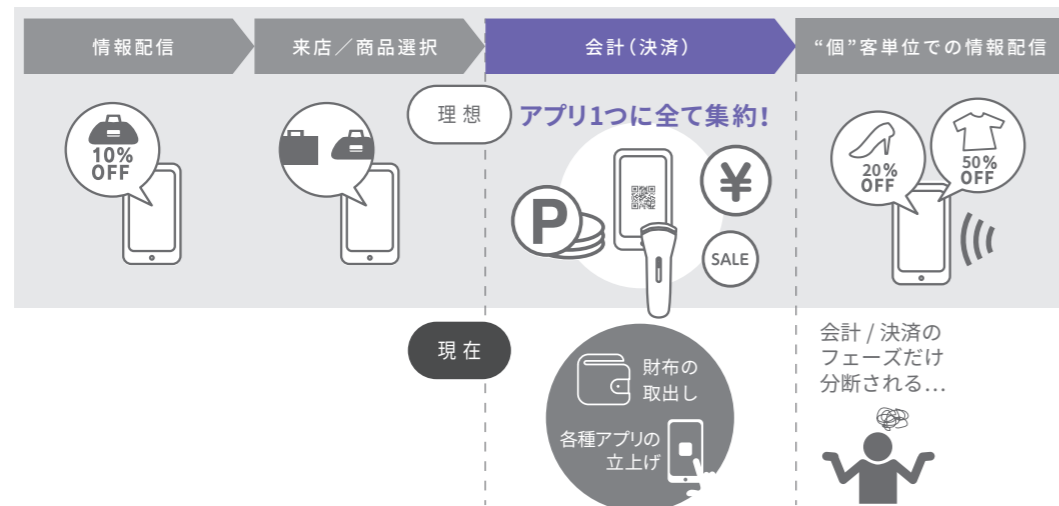 情報配信
来店／商品選択
会計（決済）
“個”客単位での情報配信
理想
アプリ1つに全て集約！
10%
OFF
P
¥
SALE
20%
OFF
50%
OFF
現在
財布の
取出し
各種アプリの
立上げ
会計 / 決済の
フェーズだけ
分断される…